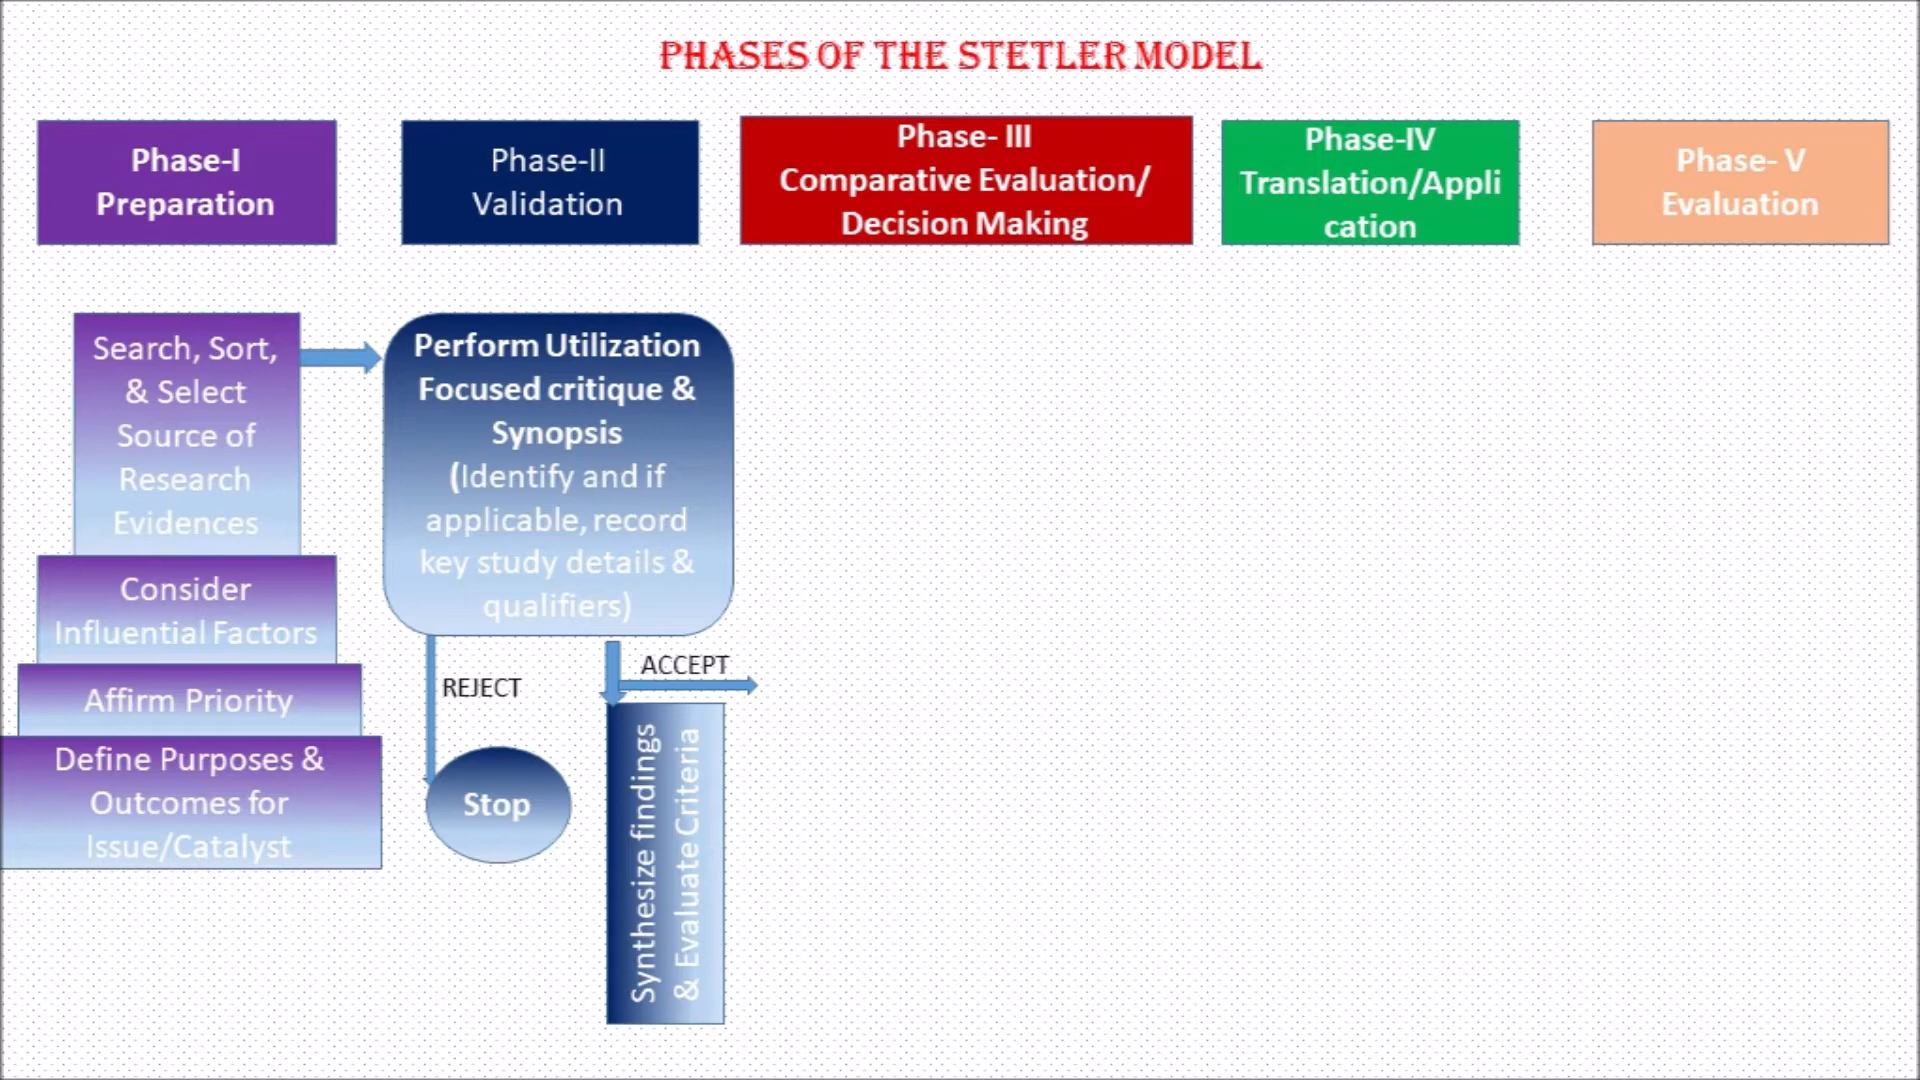 PHASES OF THE STETLER MODEL
Phase-I
Preparation
Phase-II
Validation
Phase- III
Comparative Evaluation/
Decision Making
Phase-IV
Translation/Appli
cation
Phase- V
Evaluation
Search, Sort,
& Select
Source of
Research
Evidences
Consider
Influential Factors
Affirm Priority
Define Purposes &
Outcomes for
Issue/Catalyst
Perform Utilization
Focused critique &
Synopsis
(Identify and if
applicable, record
key study details &
qualifiers)
REJECT
Stop
ACCEPT
Synthesize findings
& Evaluate Criteria